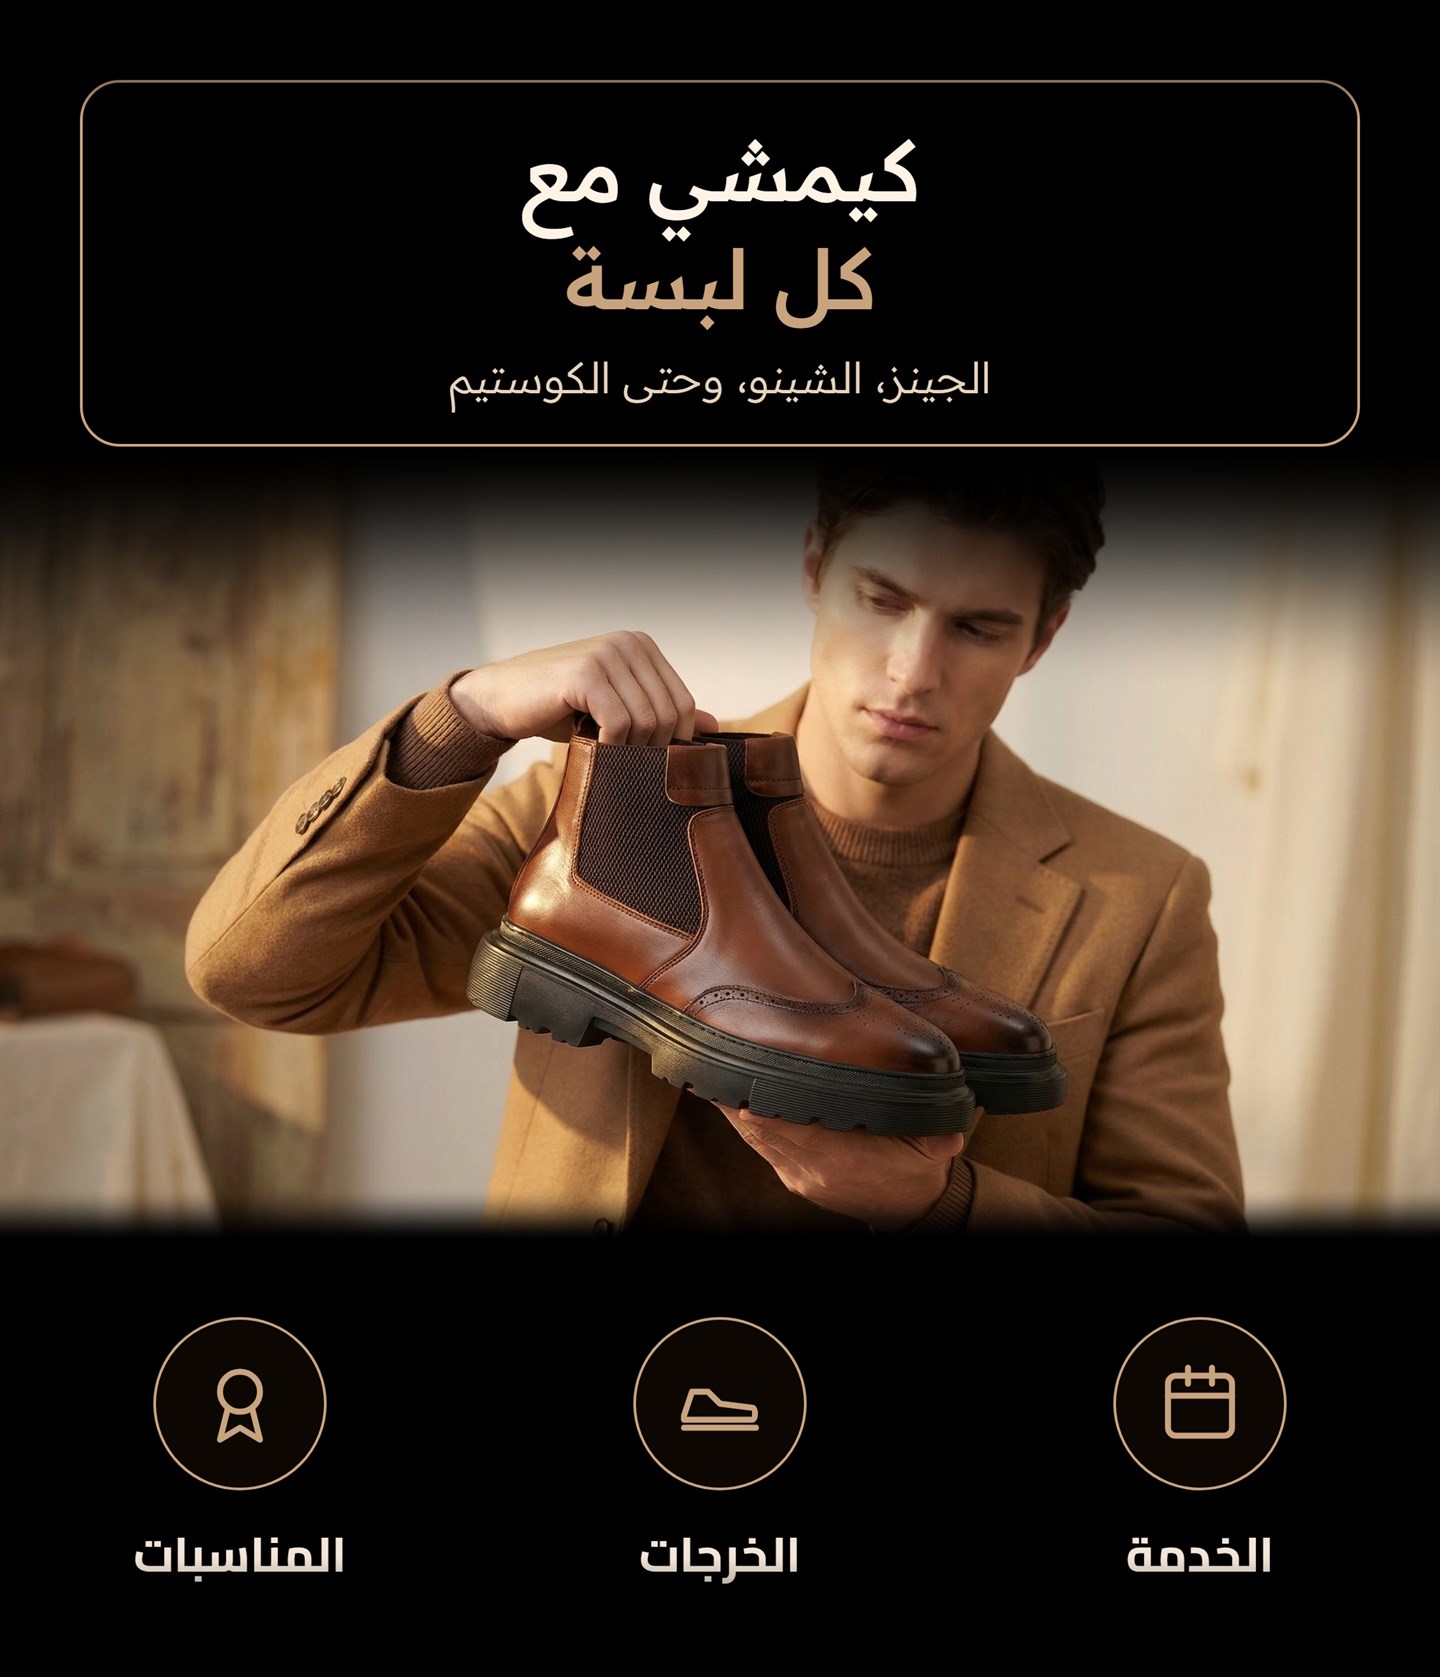 كيمشي مع
كل لبسة
الجينز، الشينو، وحتى الكوستيم
الخدمة
الخرجات
المناسبات